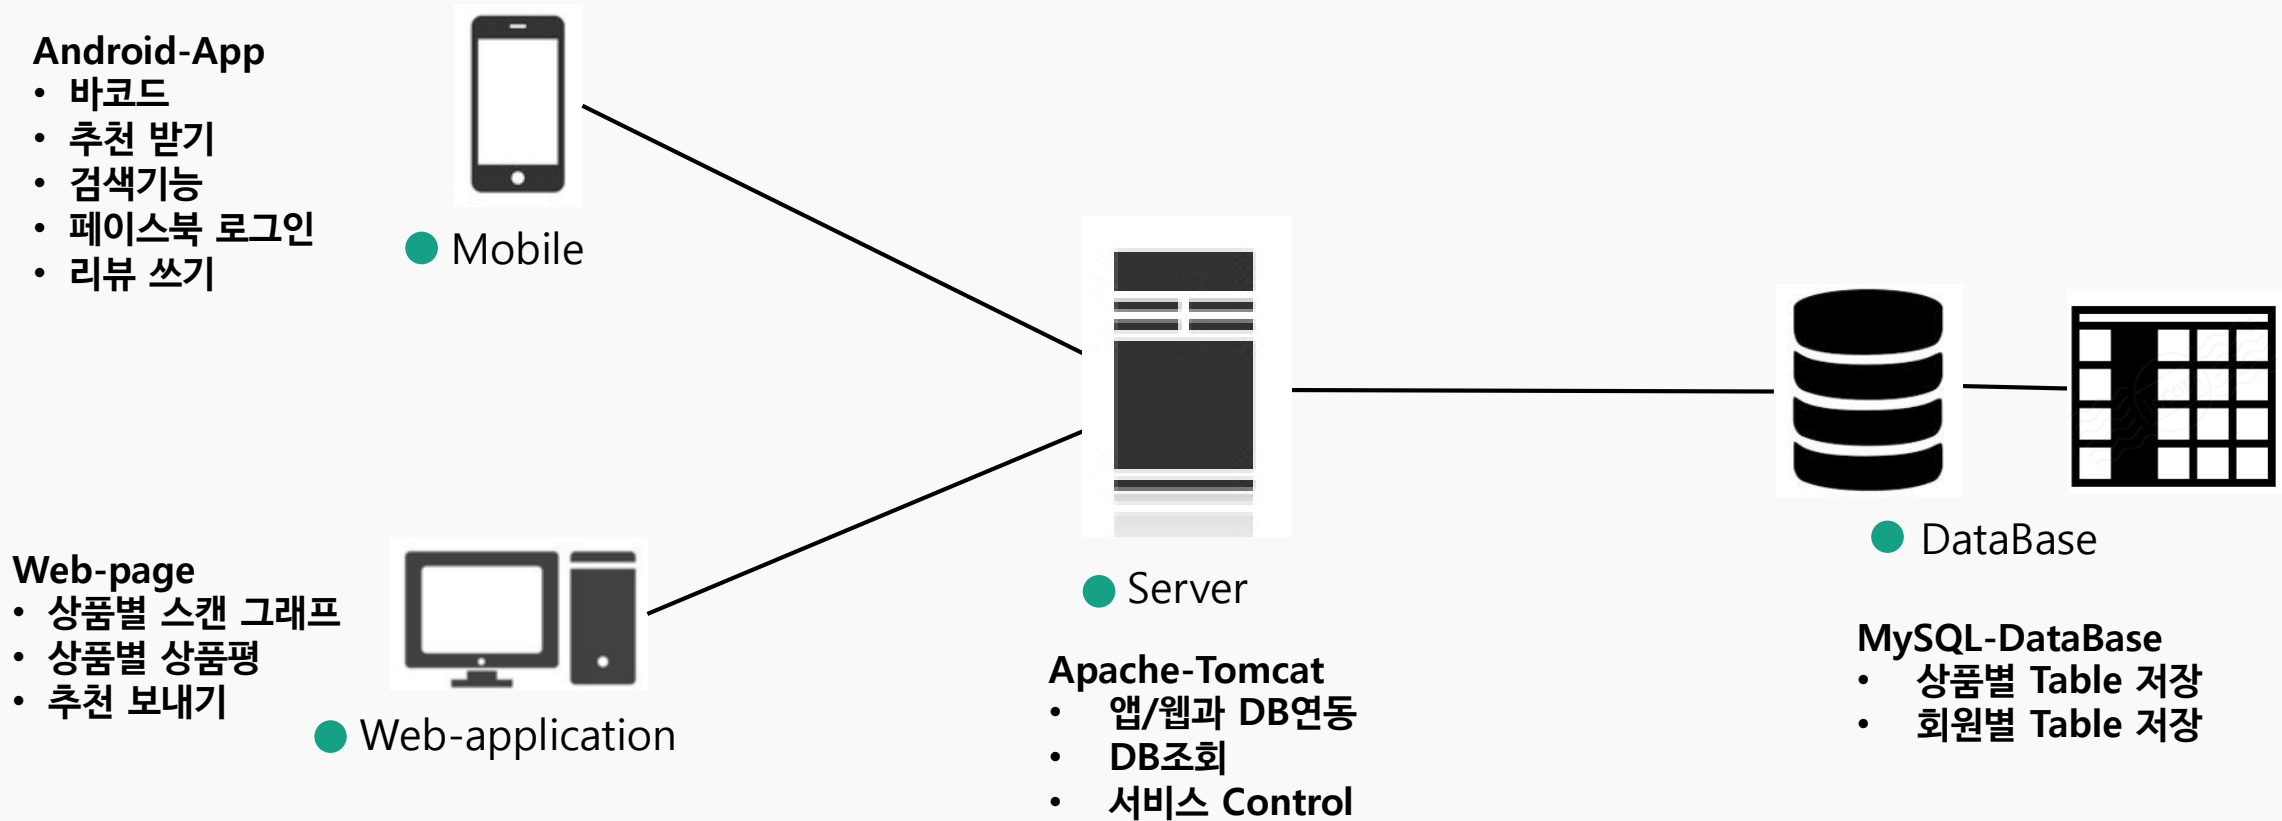 Android-App
• 바코드
• 추천 받기
• 검색기능
• 페이스북 로그인
• 리뷰 쓰기
Mobile
Web-page
• 상품별 스캔 그래프
• 상품별 상품평
• 추천 보내기
Web-application
Server
Apache-Tomcat
• 앱/웹과 DB연동
• DB조회
• 서비스 Control
DataBase
MySQL-DataBase
• 상품별 Table 저장
• 회원별 Table 저장